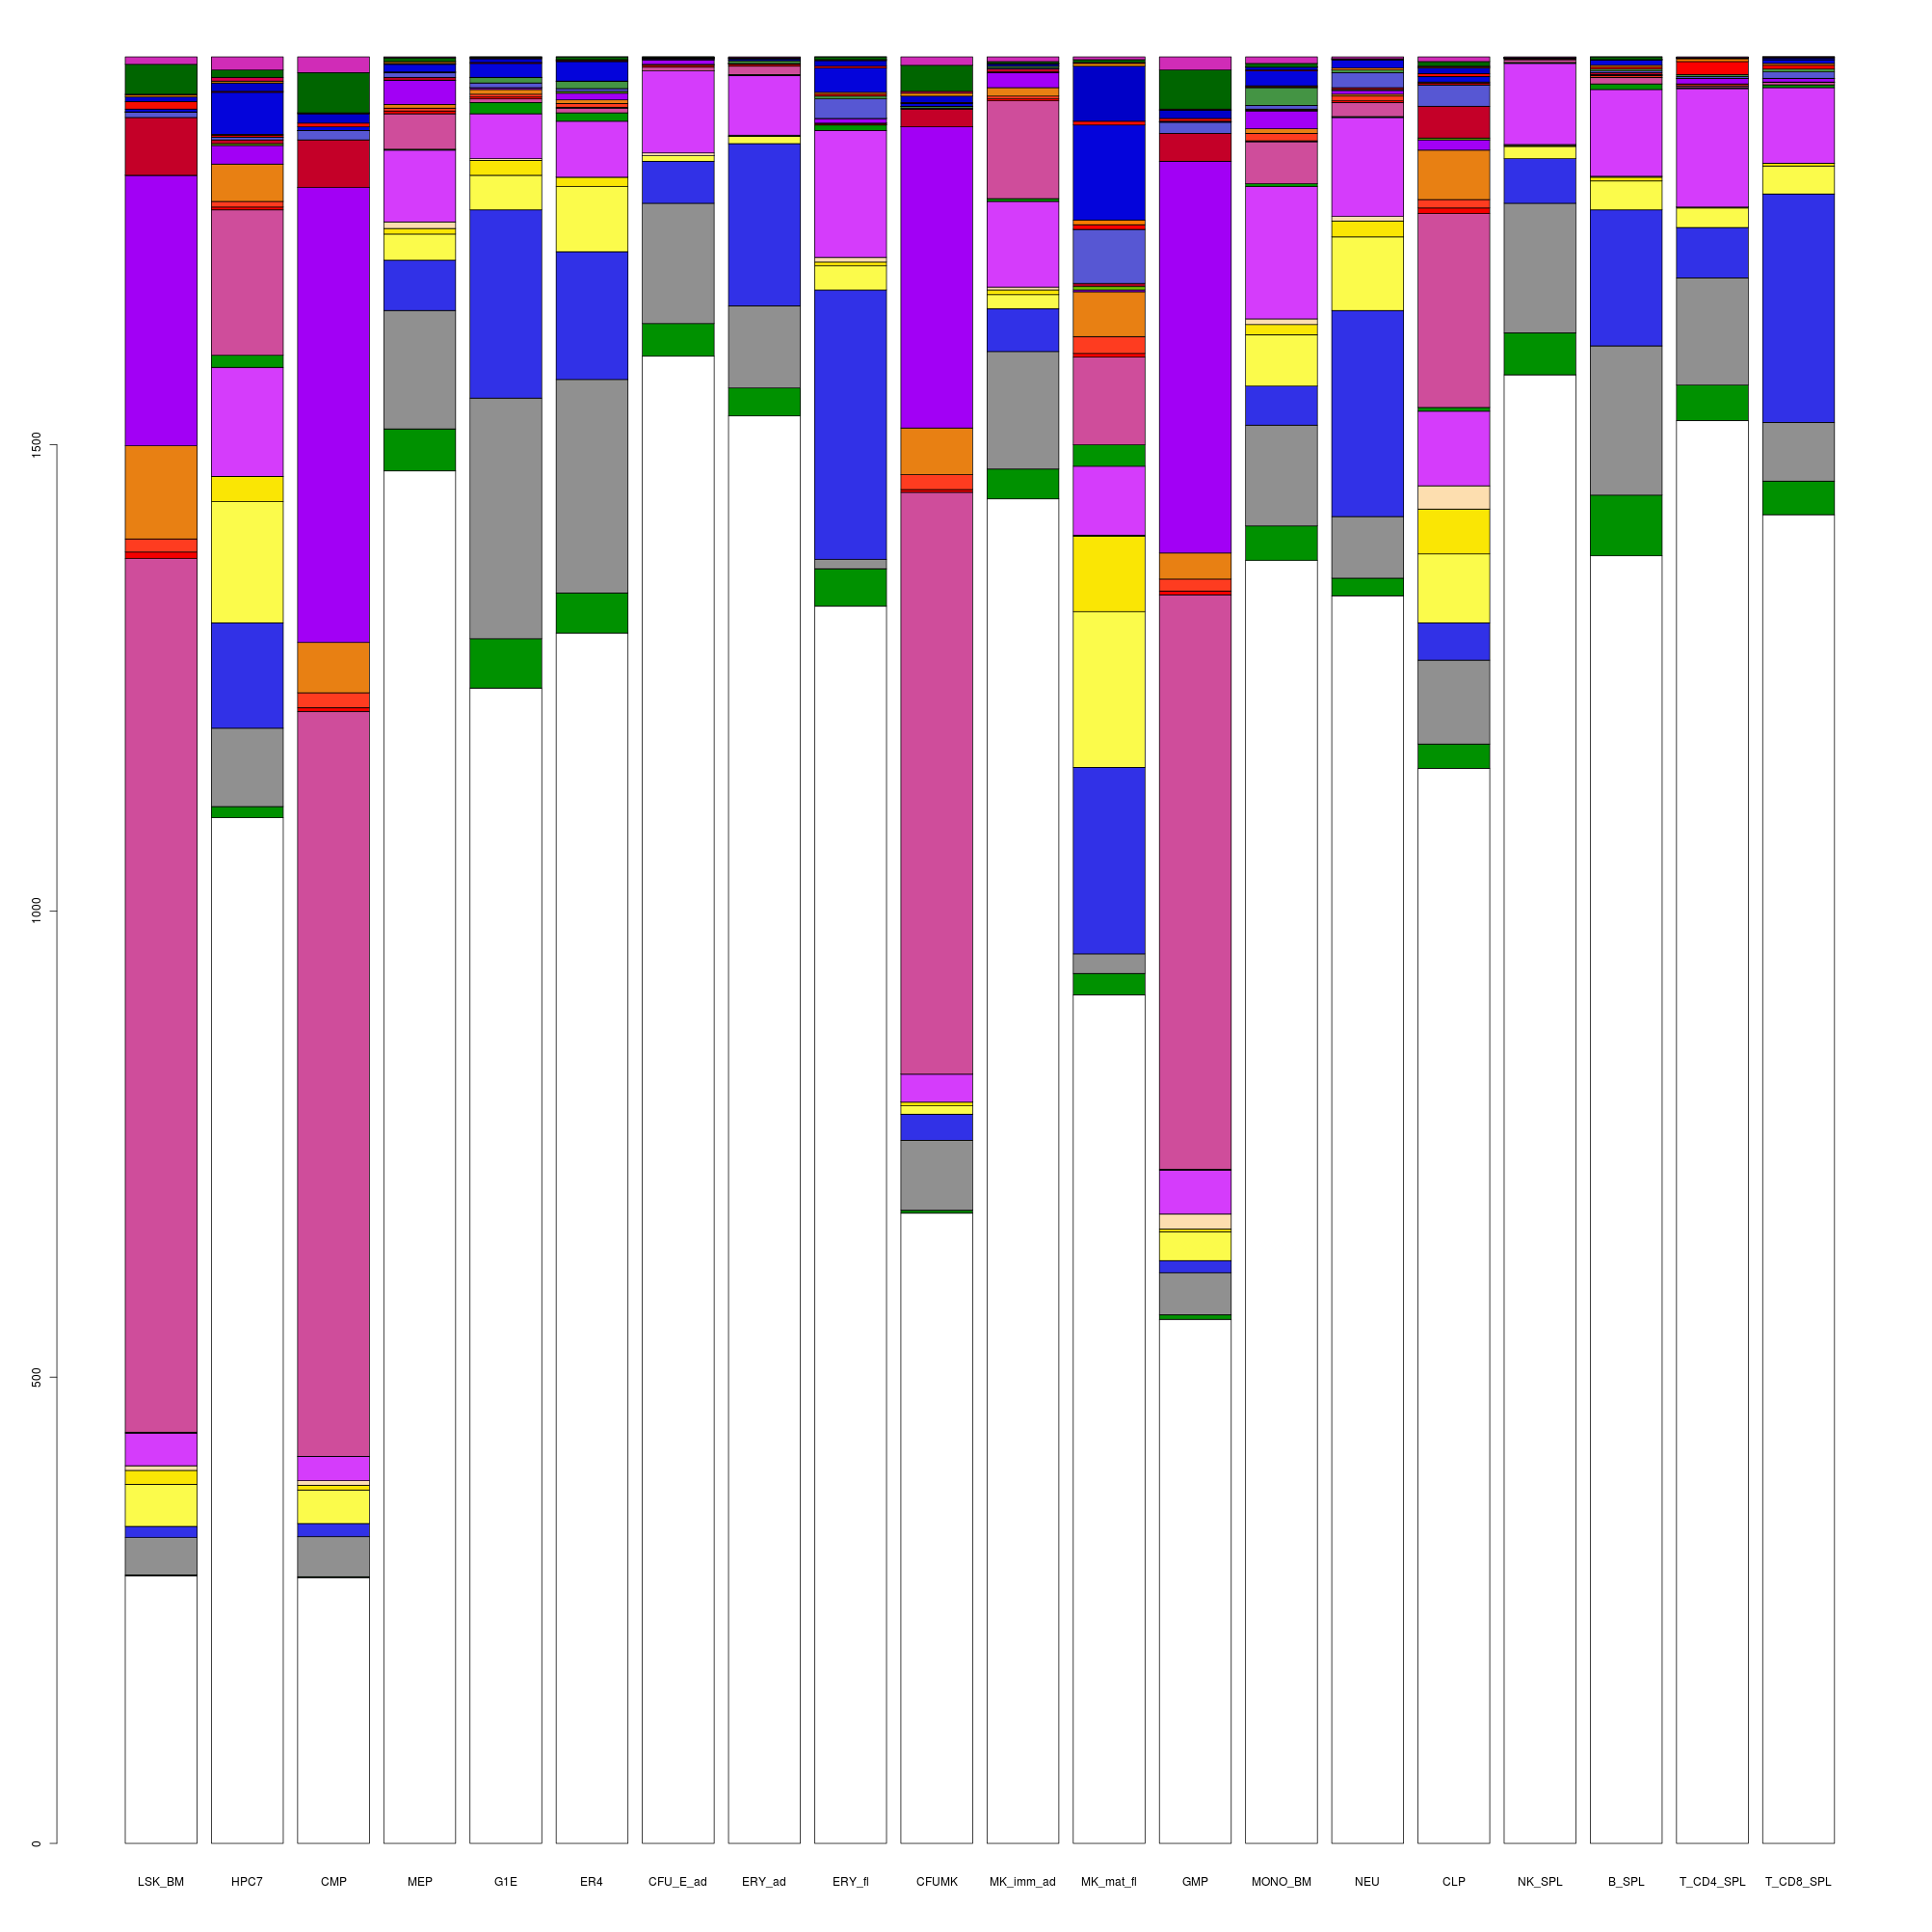 1500
1000
500
0
LSK_BM HPC7 CMP MEP G1E ER4 CFU_E_ad ERY_ad ERY_fl CFUMK MK_imm_ad MK_mat_fl GMP MONO_BM NEU CLP NK_SPL B_SPL T_CD4_SPL T_CD8_SPL